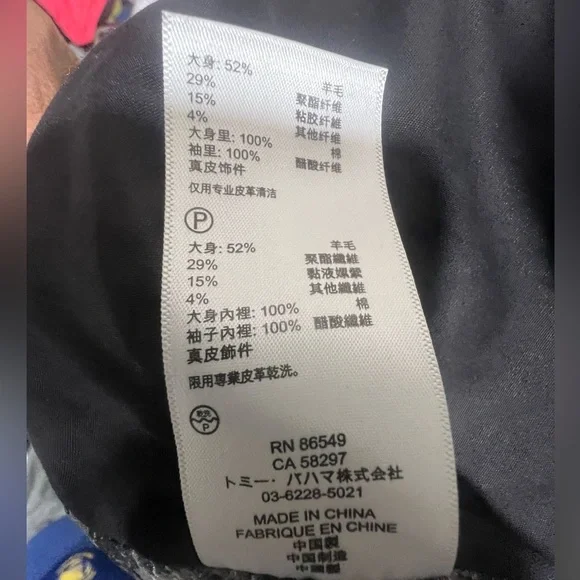 大身: 52% 羊毛
29% 聚酯纤维
15% 粘胶纤维
4% 其他纤维
大身里: 100% 棉
袖里: 100% 醋酸纤维
真皮饰件
仅用专业皮革清洁
P
大身: 52% 羊毛
29% 聚酯纖維
15% 黏液嫘縈
4% 其他纖維
大身內裡: 100% 棉
袖子內裡: 100% 醋酸纖維
真皮飾件
限用專業皮革乾洗。
乾洗
P
RN 86549
CA 58297
トミー・バハマ株式会社
03-6228-5021
MADE IN CHINA
FABRIQUE EN CHINE
中国製
中国制造
中國製